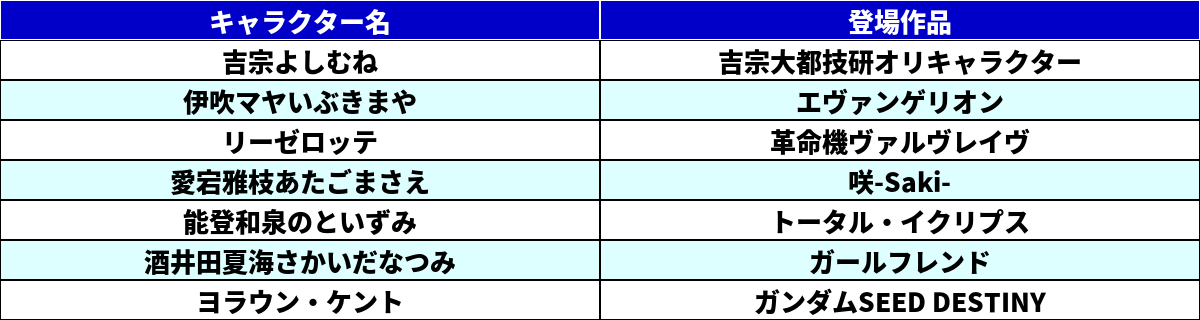 キャラクター名 登場作品
吉宗よしむね 吉宗大都技研オリキャラクター
伊吹マヤいぶきまや エヴァンゲリオン
リーゼロッテ 革命機ヴァルヴレイヴ
愛宕雅枝あたごまさえ 咲-Saki-
能登和泉のといずみ トータル・イクリプス
酒井田夏海さかいだなつみ ガールフレンド
ヨラウン・ケント ガンダムSEED DESTINY